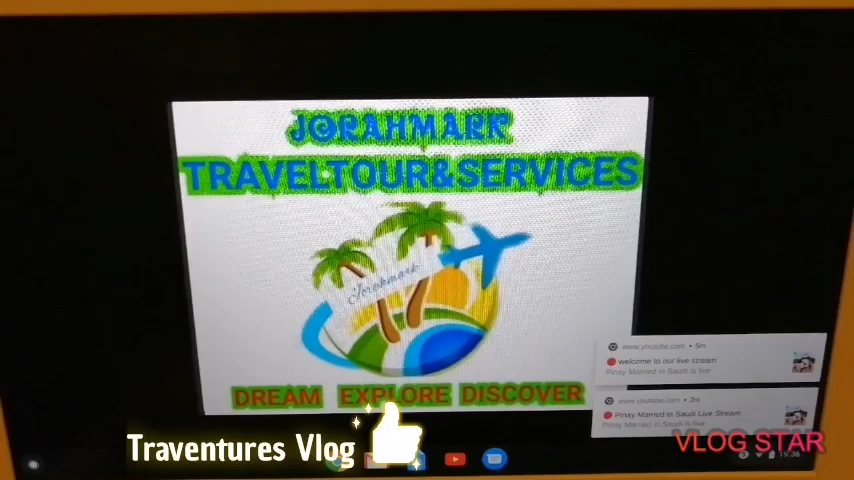 JORAHMARK
TRAVELTOUR&SERVICES
Jorahmark
DREAM EXPLORE DISCOVER
www.youtube.com • 5m
welcome to our live stream
Pinay Married in Saudi is live
www.youtube.com • 2m
Pinay Married in Saudi Live Stream
Pinay Married in Saudi is live
Traventures Vlog
VLOG STAR
19:36